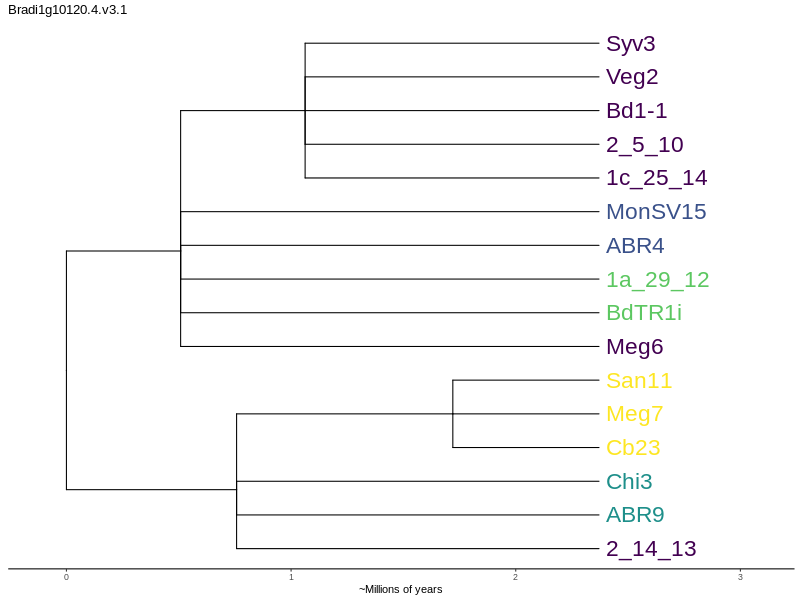 Bradi1g10120.4.v3.1
Syv3
Veg2
Bd1-1
2_5_10
1c_25_14
MonSV15
ABR4
1a_29_12
BdTR1i
Meg6
San11
Meg7
Cb23
Chi3
ABR9
2_14_13
0 1 2 3
~Millions of years